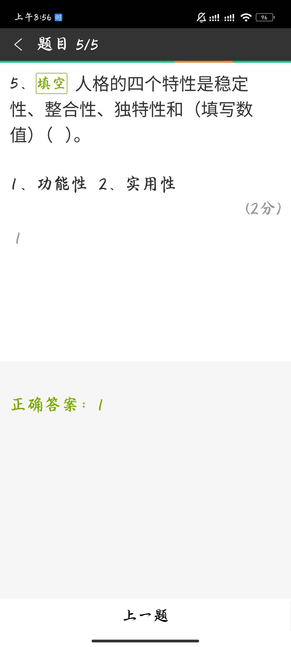 上午8:56
题目 5/5
5、填空 人格的四个特性是稳定
性、整合性、独特性和（填写数
值）（ ）。
1、功能性 2、实用性
（2分）
1
正确答案：1
上一题